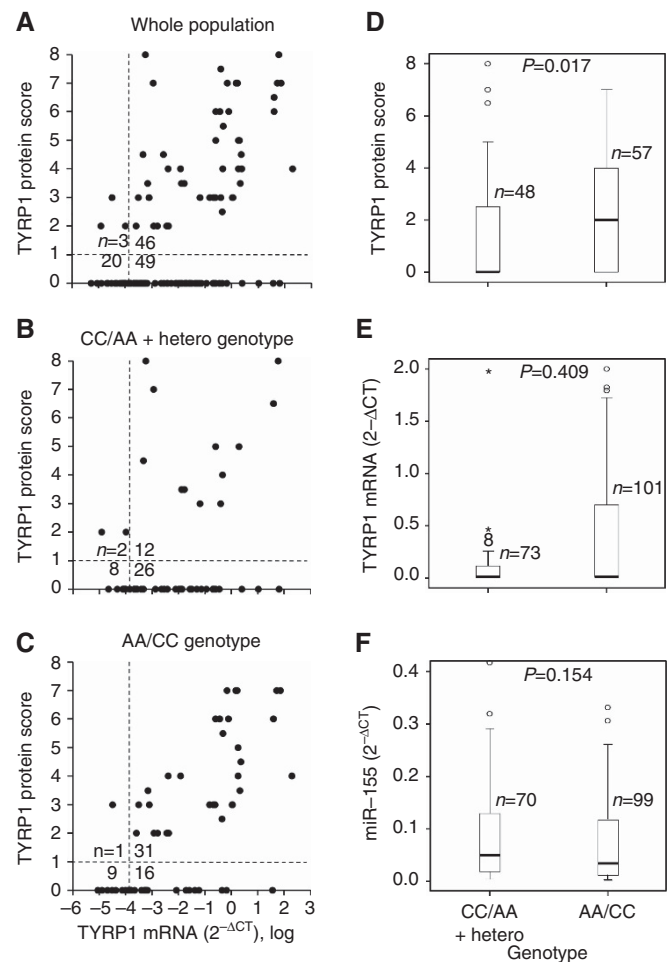 A
Whole population
TYRP1 protein score
8
7
6
5
4
3
2
1
0
n=3 46
20 49
B
CC/AA + hetero genotype
TYRP1 protein score
8
7
6
5
4
3
2
1
0
n=2 12
8 26
C
AA/CC genotype
TYRP1 protein score
8
7
6
5
4
3
2
1
0
n=1 31
9 16
−6 −5 −4 −3 −2 −1 0 1 2 3
TYRP1 mRNA (2−ΔCT), log
D
TYRP1 protein score
8
6
4
2
0
P=0.017
n=48
n=57
E
TYRP1 mRNA (2−ΔCT)
2.0
1.5
1.0
0.5
0.0
P=0.409
n=73
n=101
F
miR–155 (2−ΔCT)
0.4
0.3
0.2
0.1
0.0
P=0.154
n=70
n=99
CC/AA AA/CC
+ hetero
Genotype